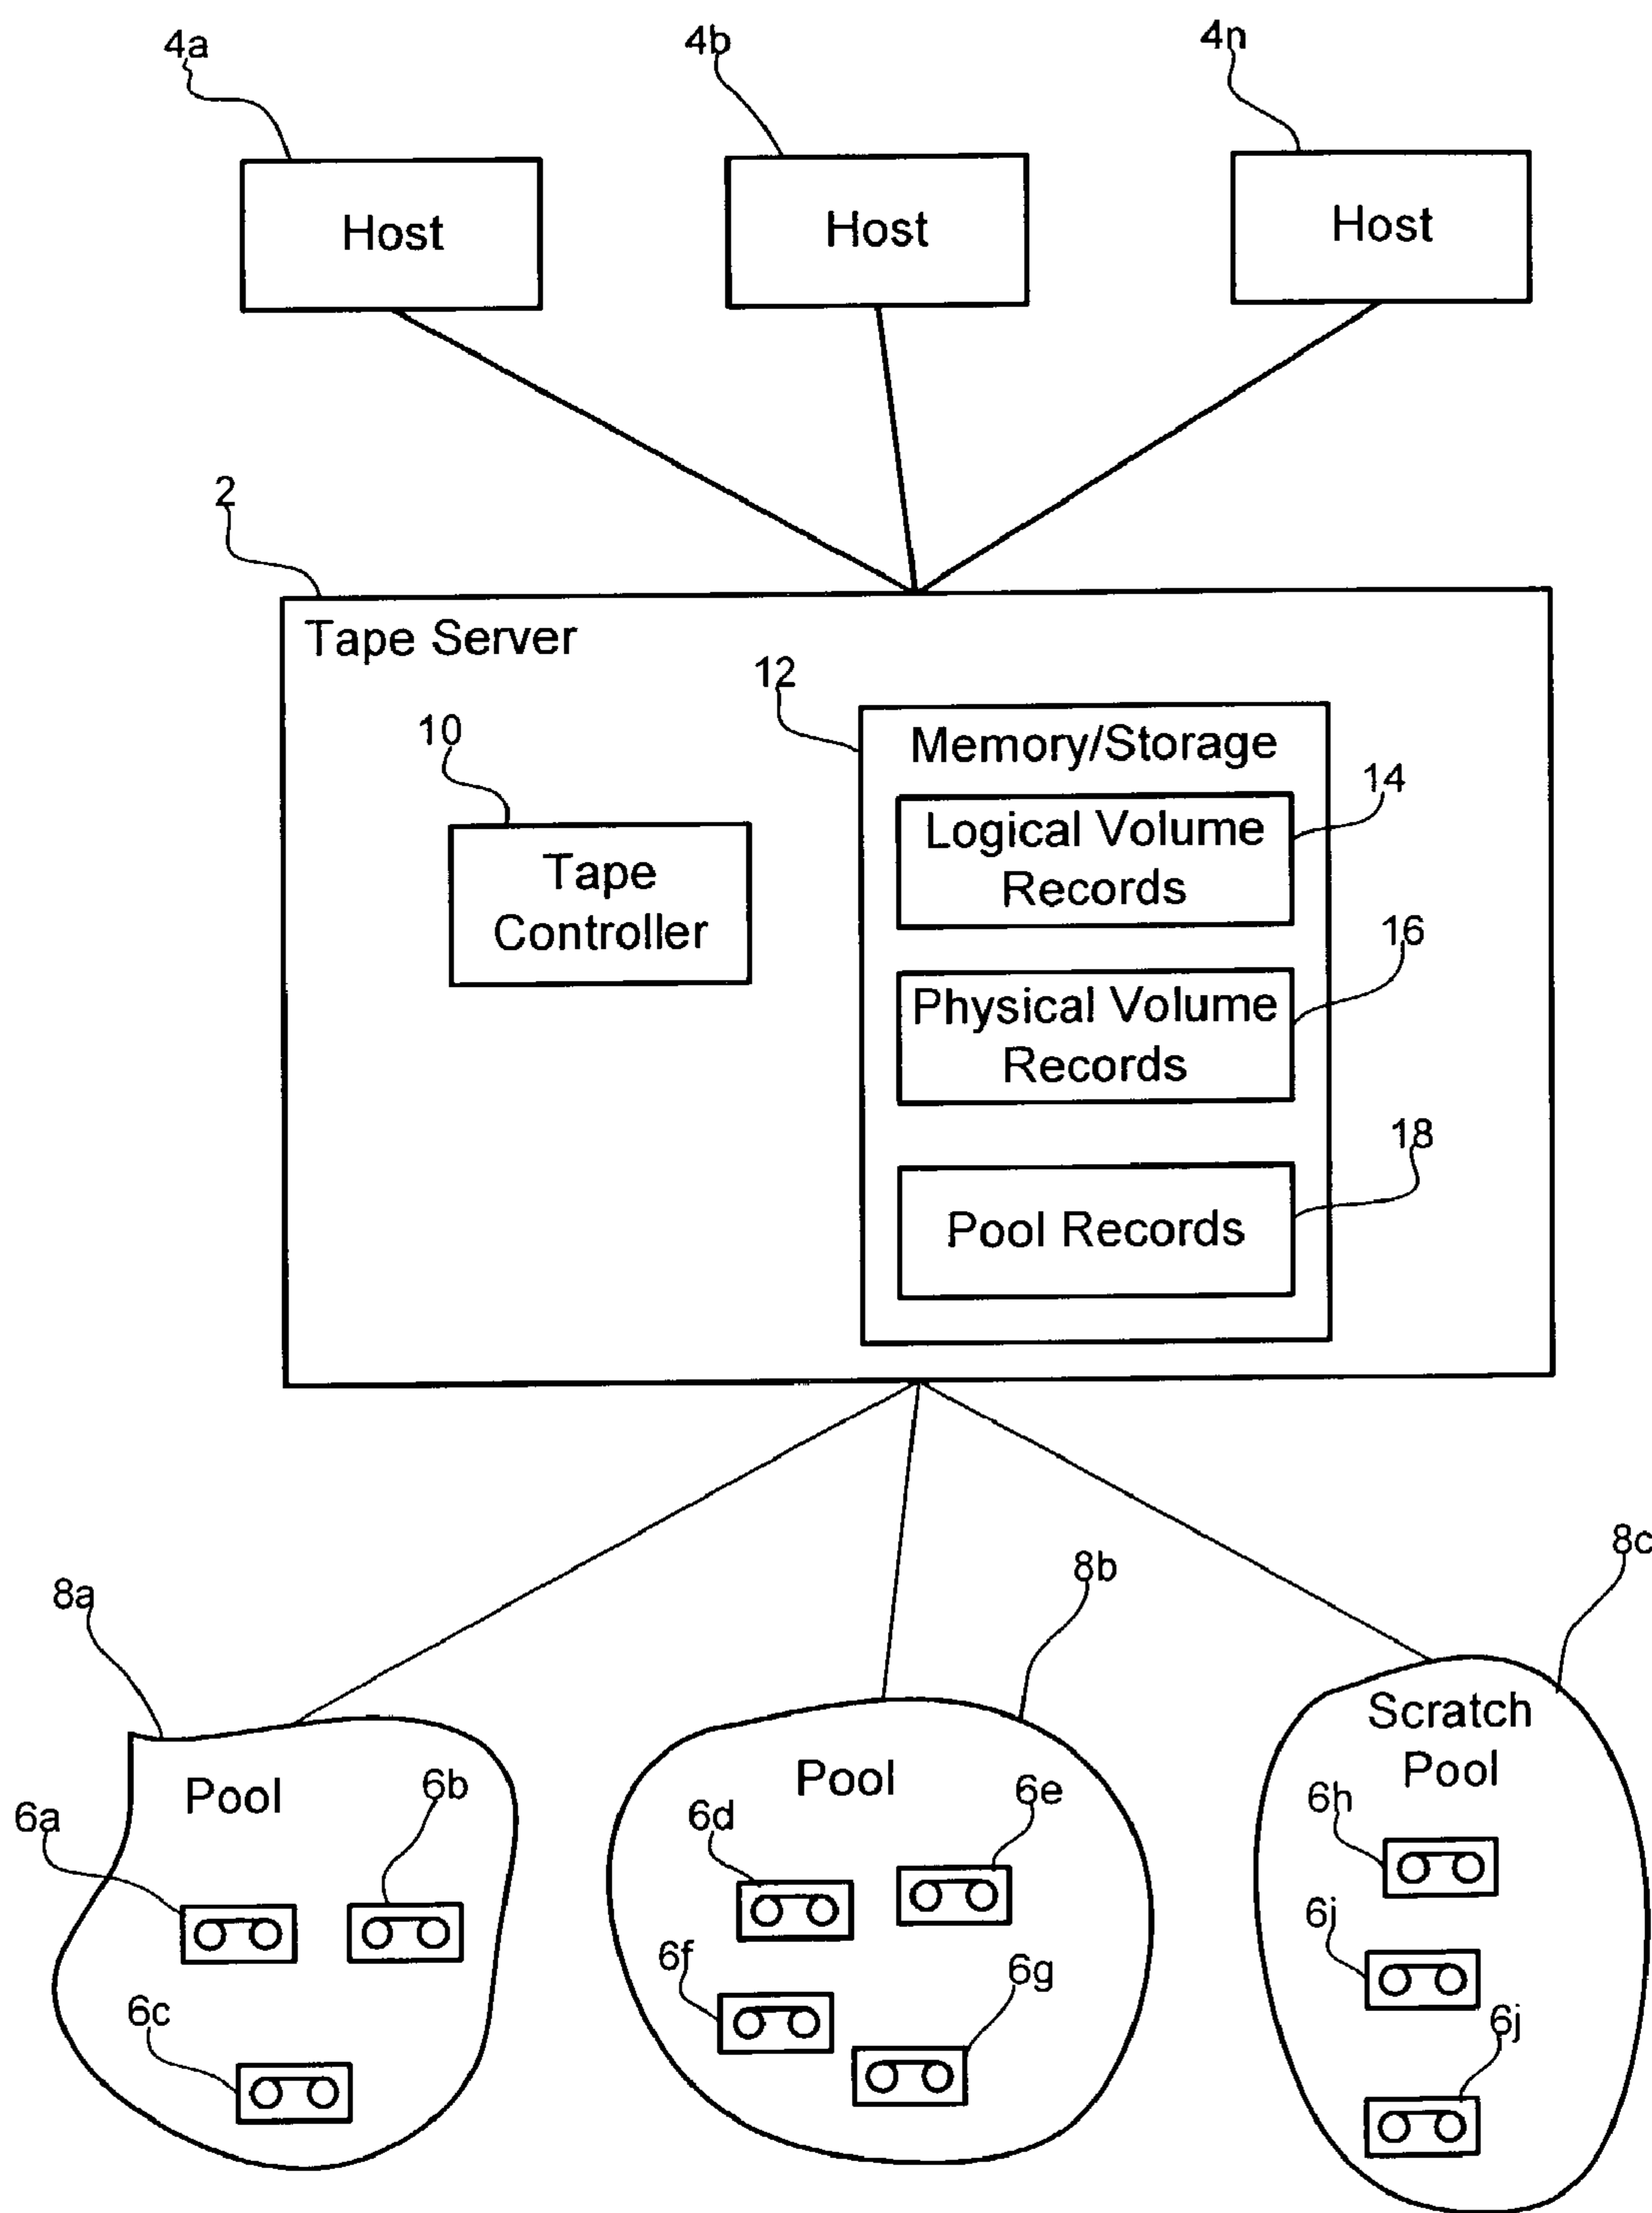 4a
4b
4n
Host
Host
Host
2
Tape Server
12
10
Memory/Storage
14
Tape
Controller
Logical Volume
Records
16
Physical Volume
Records
18
Pool Records
8a
8b
8c
Pool
Pool
Scratch
Pool
6a
6b
6c
6d
6e
6f
6g
6h
6i
6j